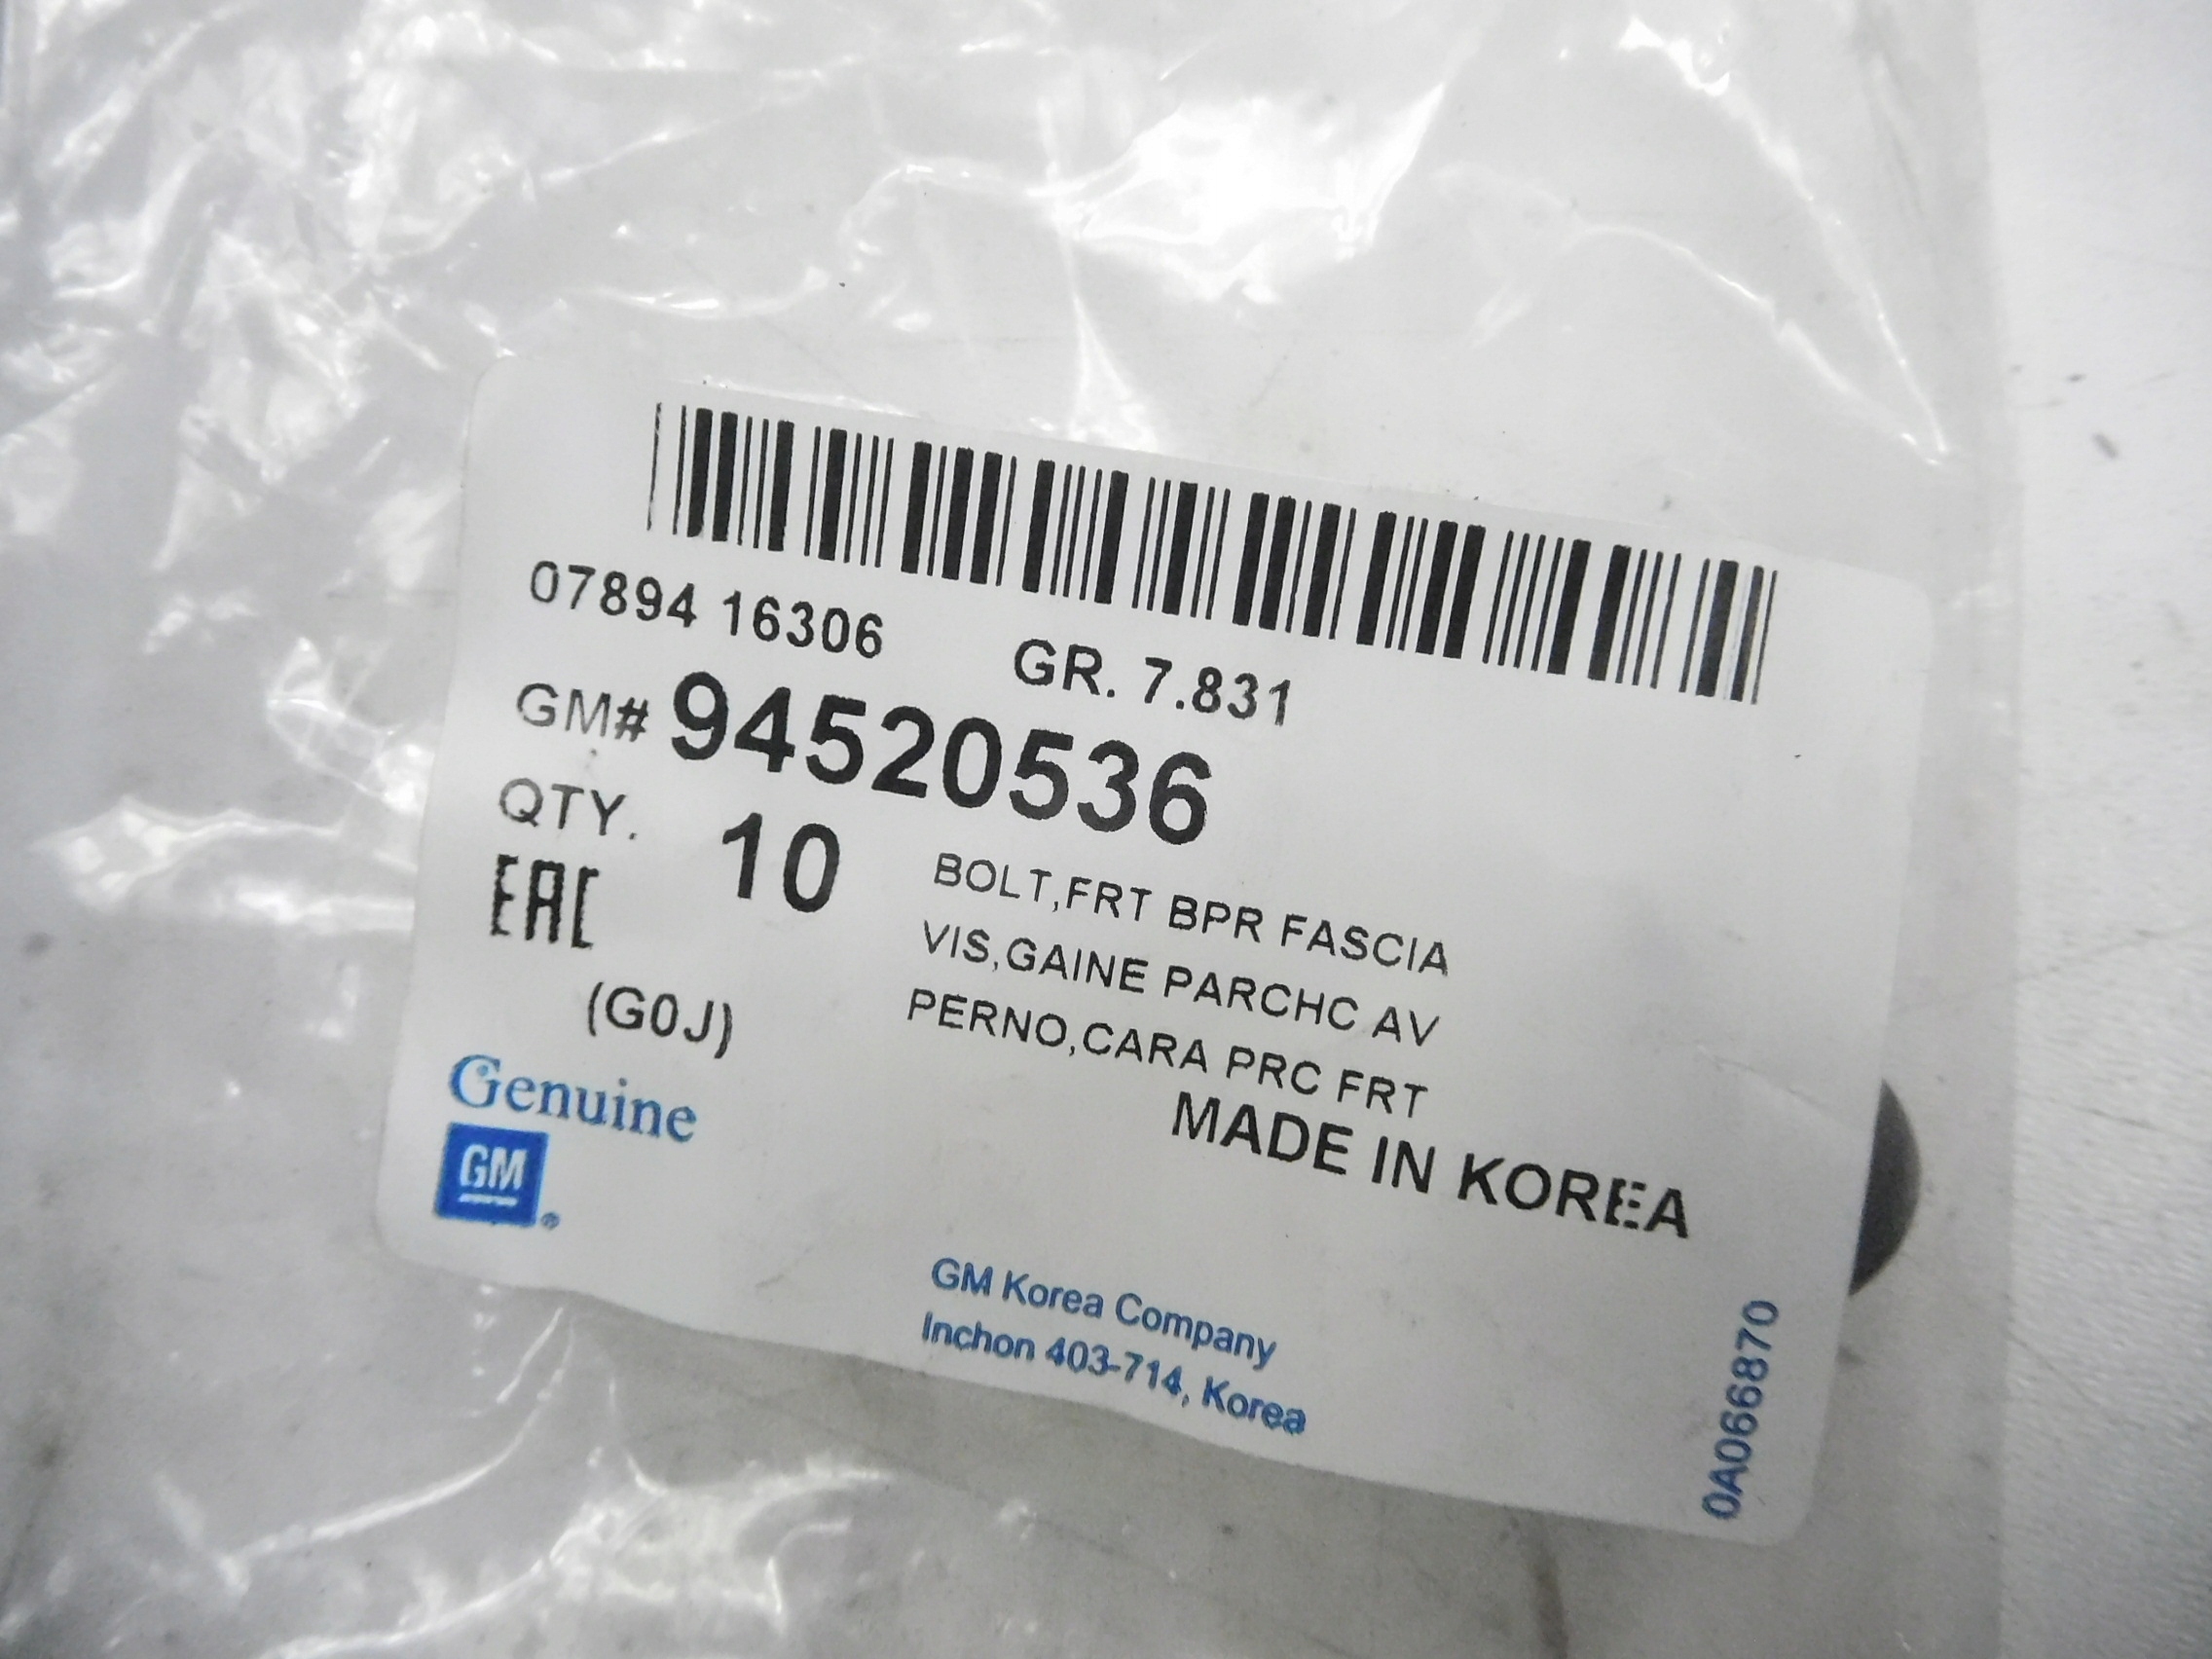 07894 16306 GR. 7.831
GM# 94520536
QTY. 10
EAC
BOLT,FRT BPR FASCIA
VIS,GAINE PARCHC AV
PERNO,CARA PRC FRT
(G0J)
MADE IN KOREA
Genuine
GM®
GM Korea Company
Inchon 403-714, Korea
0A066870